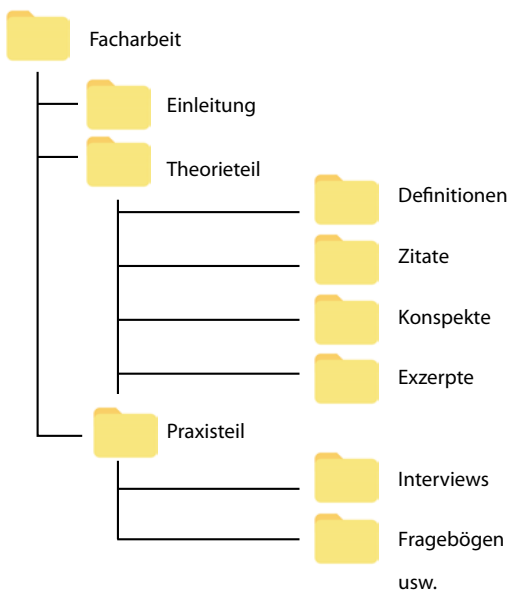 Facharbeit
Einleitung
Theorieteil
Definitionen
Zitate
Konspekte
Exzerpte
Praxisteil
Interviews
Fragebögen
usw.